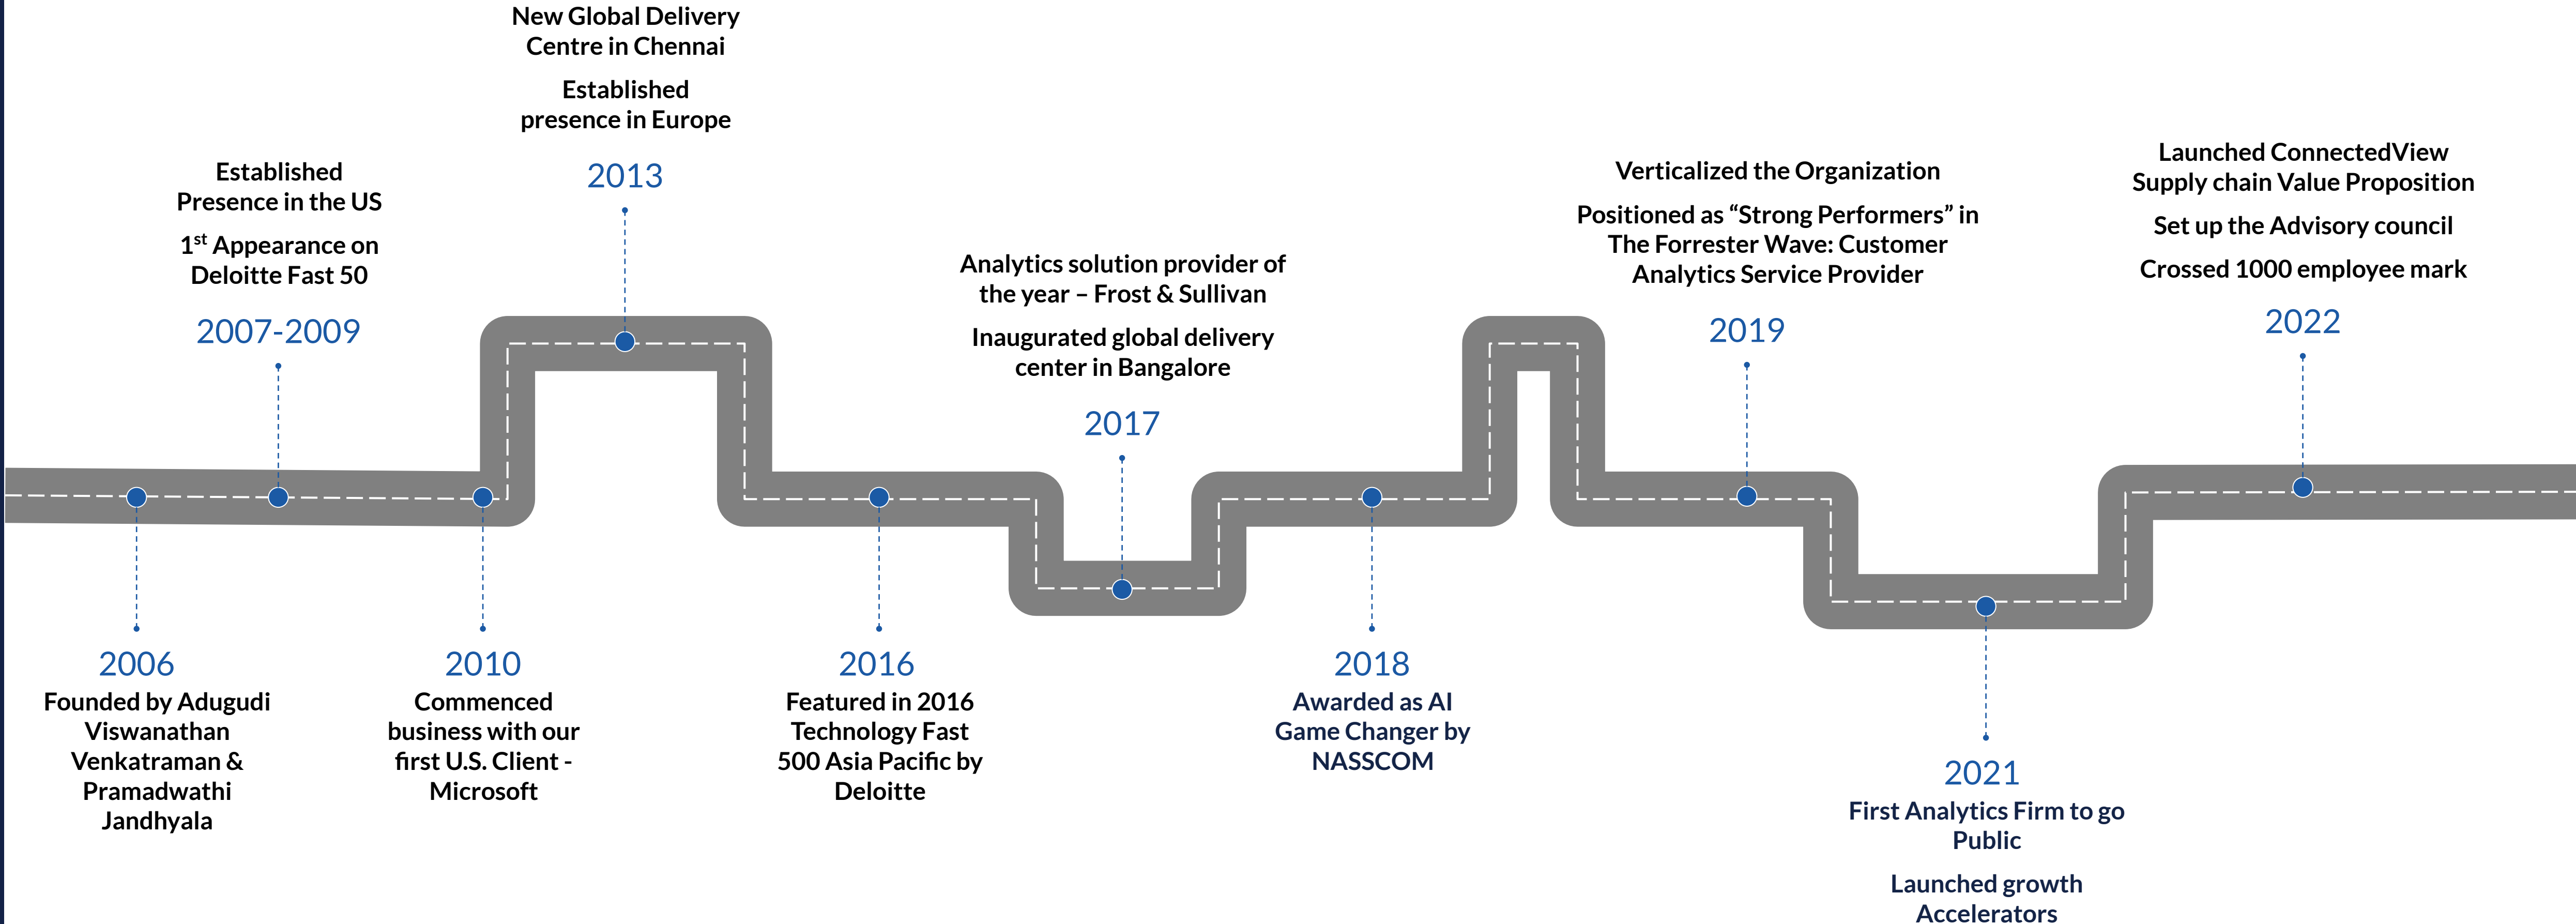 New Global Delivery
Centre in Chennai
Established
presence in Europe
2013
Established
Presence in the US
1st Appearance on
Deloitte Fast 50
2007-2009
Analytics solution provider of
the year – Frost & Sullivan
Inaugurated global delivery
center in Bangalore
2017
Verticalized the Organization
Positioned as “Strong Performers” in
The Forrester Wave: Customer
Analytics Service Provider
2019
Launched ConnectedView
Supply chain Value Proposition
Set up the Advisory council
Crossed 1000 employee mark
2022
2006
Founded by Adugudi
Viswanathan
Venkatraman &
Pramadwathi
Jandhyala
2010
Commenced
business with our
first U.S. Client -
Microsoft
2016
Featured in 2016
Technology Fast
500 Asia Pacific by
Deloitte
2018
Awarded as AI
Game Changer by
NASSCOM
2021
First Analytics Firm to go
Public
Launched growth
Accelerators